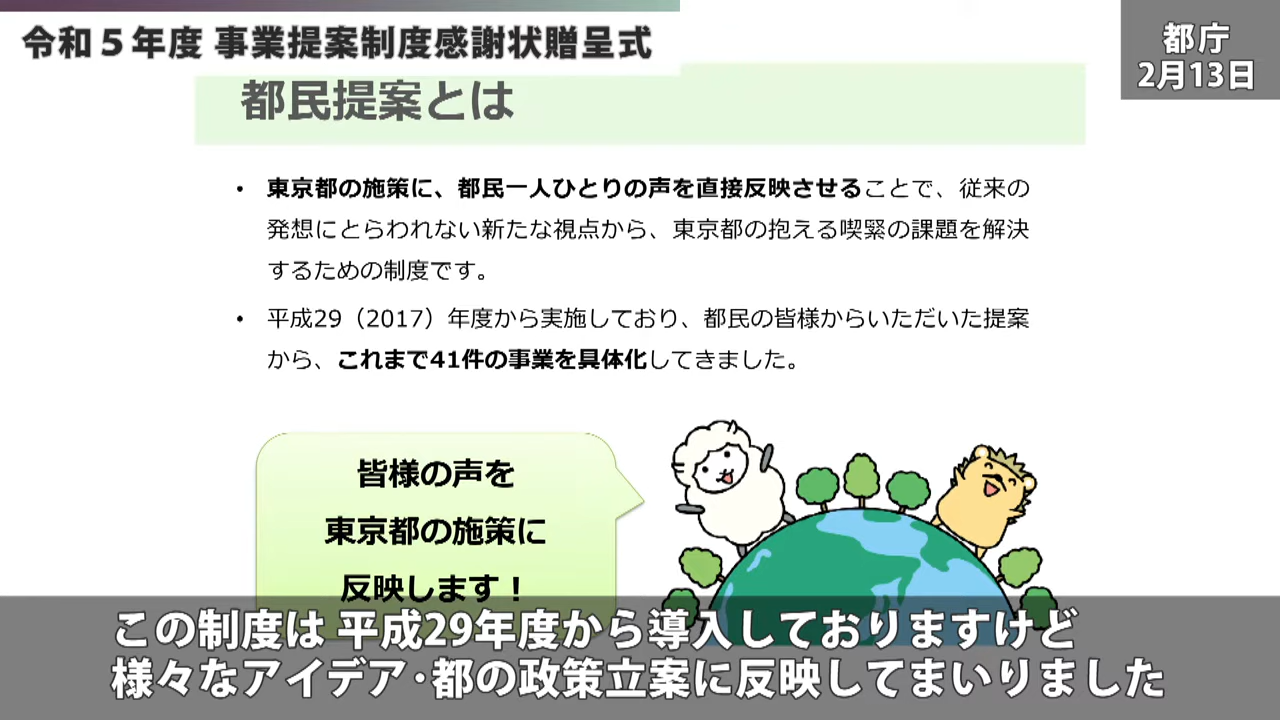 令和５年度 事業提案制度感謝状贈呈式
都庁
2月13日
都民提案とは
• 東京都の施策に、都民一人ひとりの声を直接反映させることで、従来の
発想にとらわれない新たな視点から、東京都の抱える喫緊の課題を解決
するための制度です。
• 平成29（2017）年度から実施しており、都民の皆様からいただいた提案
から、これまで41件の事業を具体化してきました。
皆様の声を
東京都の施策に
反映します！
この制度は 平成29年度から導入しておりますけど
様々なアイデア･都の政策立案に反映してまいりました